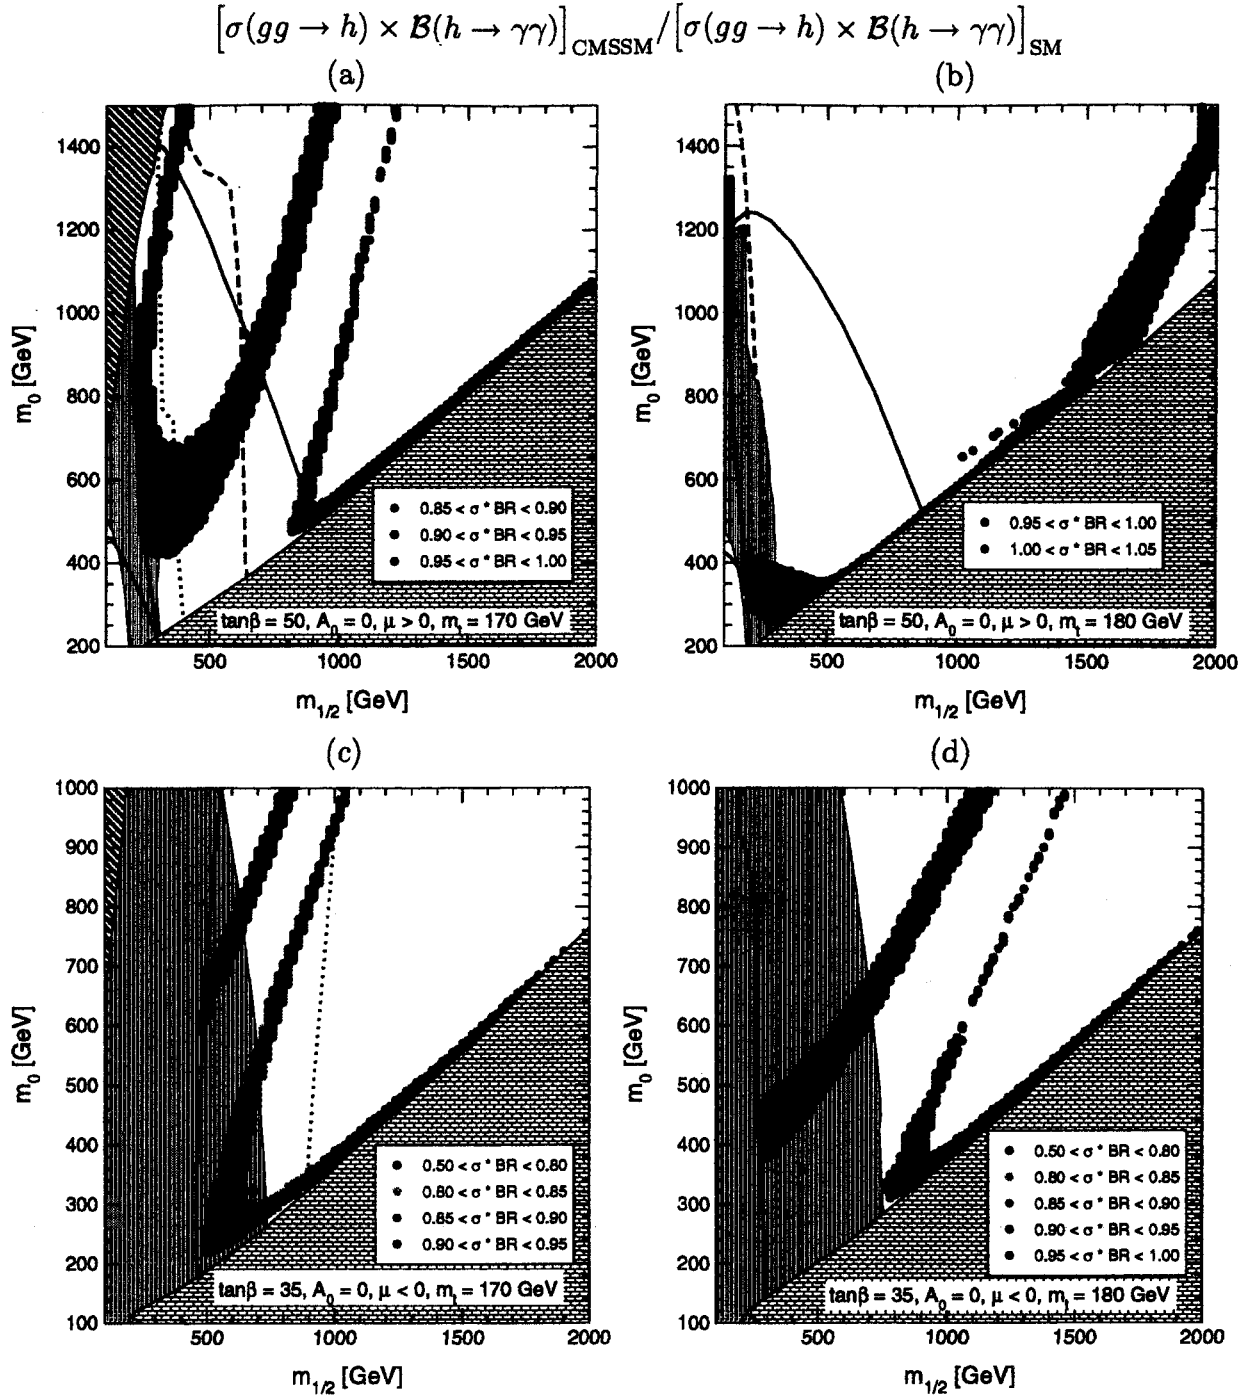 [σ(gg → h) × B(h → γγ)]CMSSM/[σ(gg → h) × B(h → γγ)]SM
(a)
1400
1200
1000
800
600
400
200
m0 [GeV]
0.85 < σ * BR < 0.90
0.90 < σ * BR < 0.95
0.95 < σ * BR < 1.00
tanβ = 50, A0 = 0, μ > 0, mt = 170 GeV
500 1000 1500 2000
m1/2 [GeV]
(b)
1400
1200
1000
800
600
400
200
m0 [GeV]
0.95 < σ * BR < 1.00
1.00 < σ * BR < 1.05
tanβ = 50, A0 = 0, μ > 0, mt = 180 GeV
500 1000 1500 2000
m1/2 [GeV]
(c)
1000
900
800
700
600
500
400
300
200
100
m0 [GeV]
0.50 < σ * BR < 0.80
0.80 < σ * BR < 0.85
0.85 < σ * BR < 0.90
0.90 < σ * BR < 0.95
tanβ = 35, A0 = 0, μ < 0, mt = 170 GeV
500 1000 1500 2000
m1/2 [GeV]
(d)
1000
900
800
700
600
500
400
300
200
100
m0 [GeV]
0.50 < σ * BR < 0.80
0.80 < σ * BR < 0.85
0.85 < σ * BR < 0.90
0.90 < σ * BR < 0.95
0.95 < σ * BR < 1.00
tanβ = 35, A0 = 0, μ < 0, mt = 180 GeV
500 1000 1500 2000
m1/2 [GeV]